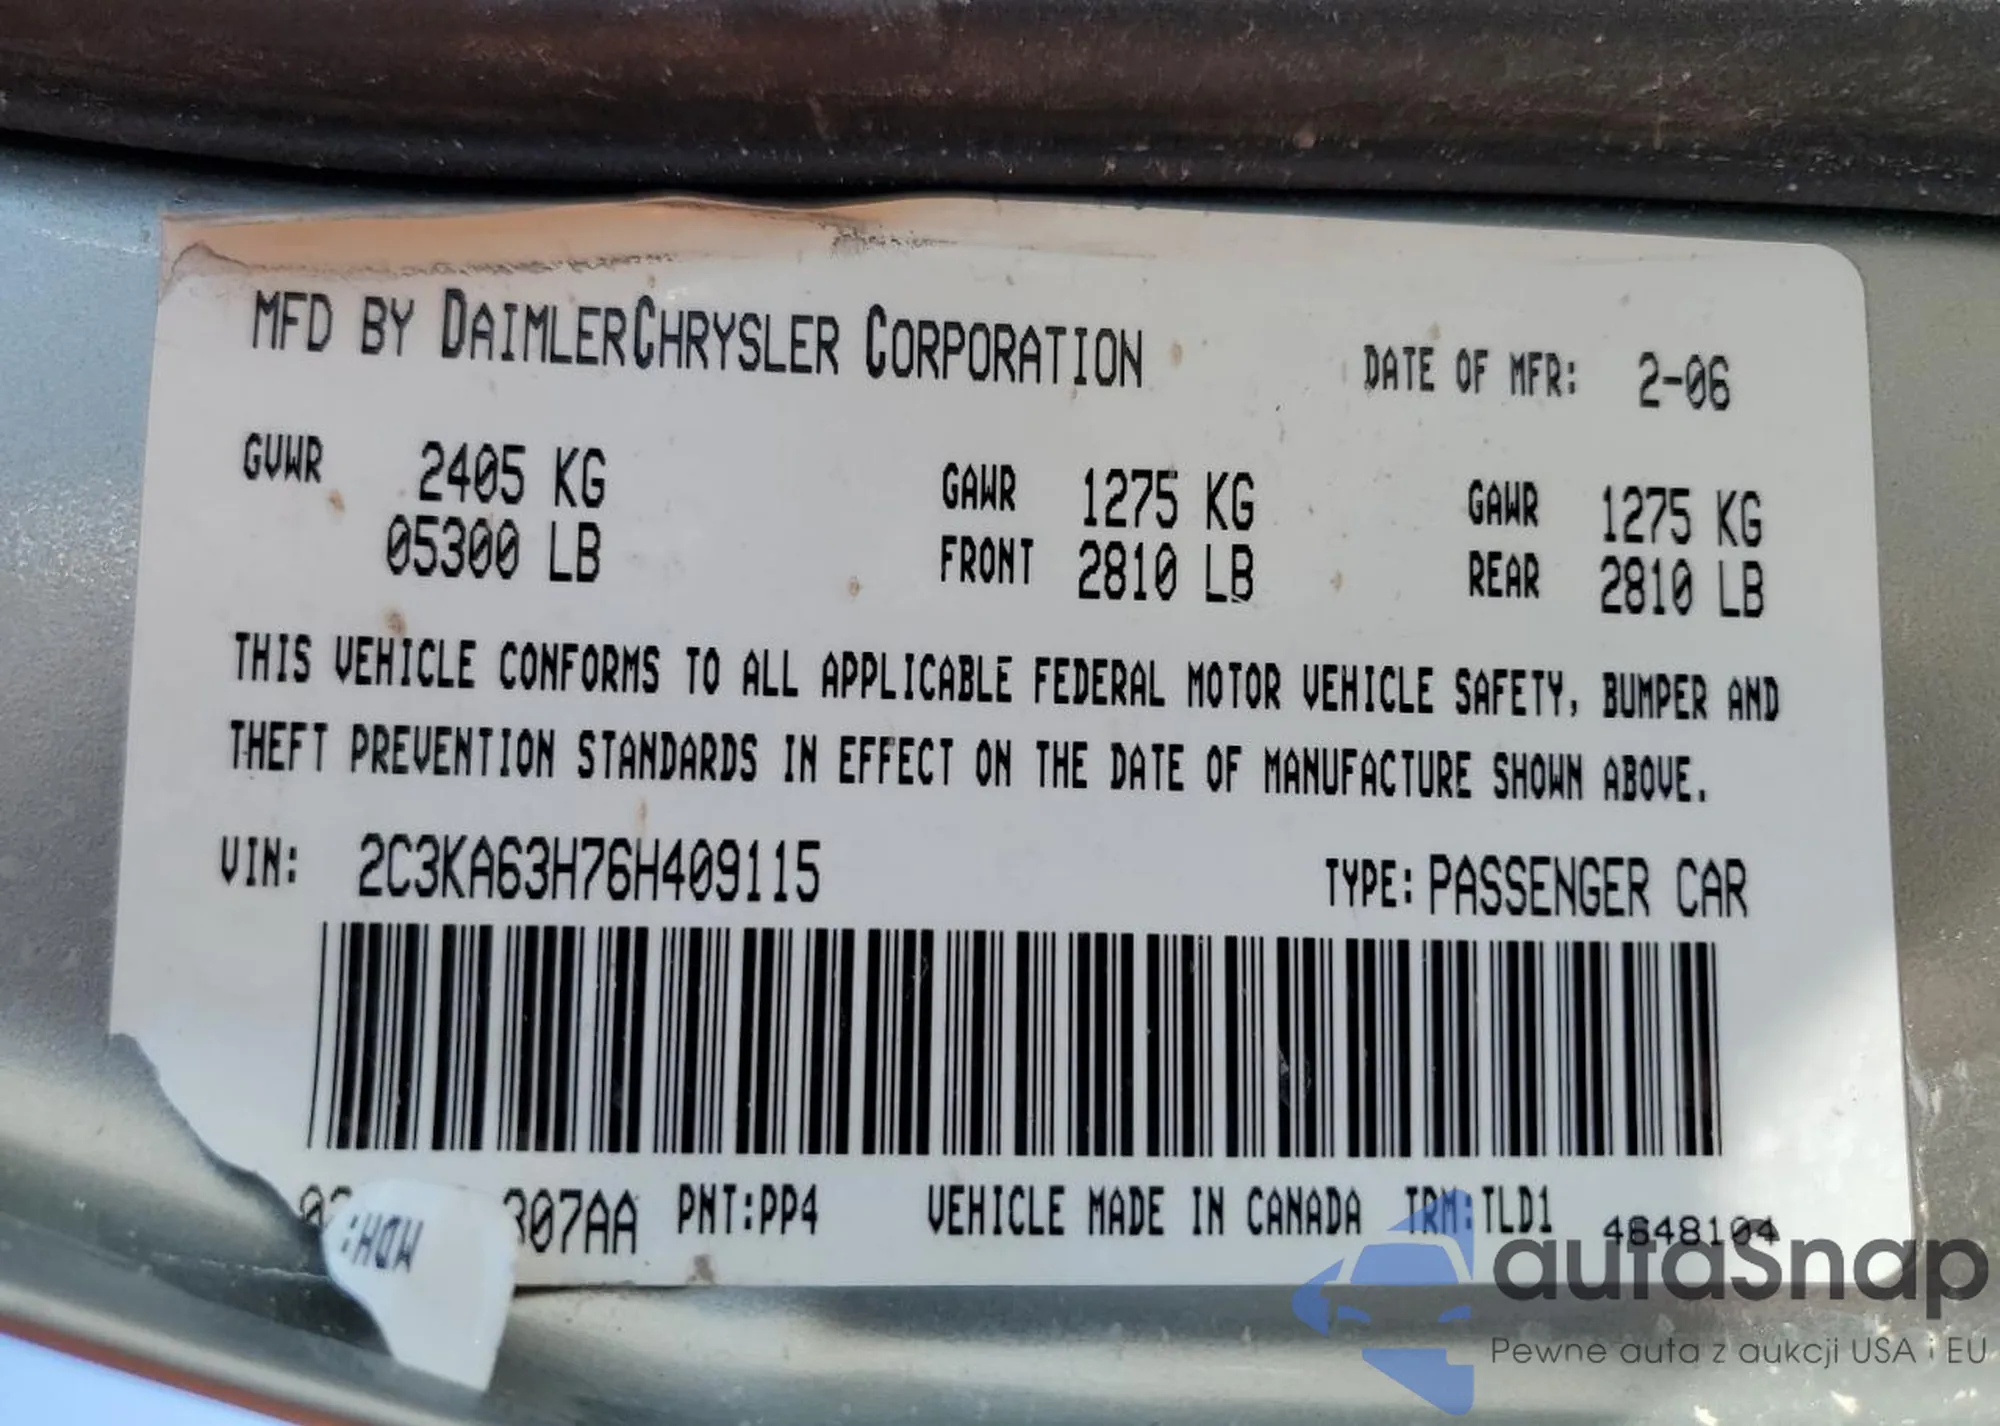 MFD BY DAIMLERCHRYSLER CORPORATION DATE OF MFR: 2-06
GVWR 2405 KG GAWR 1275 KG GAWR 1275 KG
05300 LB FRONT 2810 LB REAR 2810 LB
THIS VEHICLE CONFORMS TO ALL APPLICABLE FEDERAL MOTOR VEHICLE SAFETY, BUMPER AND
THEFT PREVENTION STANDARDS IN EFFECT ON THE DATE OF MANUFACTURE SHOWN ABOVE.
VIN: 2C3KA63H76H409115 TYPE: PASSENGER CAR
307AA PNT:PP4 VEHICLE MADE IN CANADA TRM:TLD1 4648104
MDH:
autaSnap
Pewne auta z aukcji USA i EU